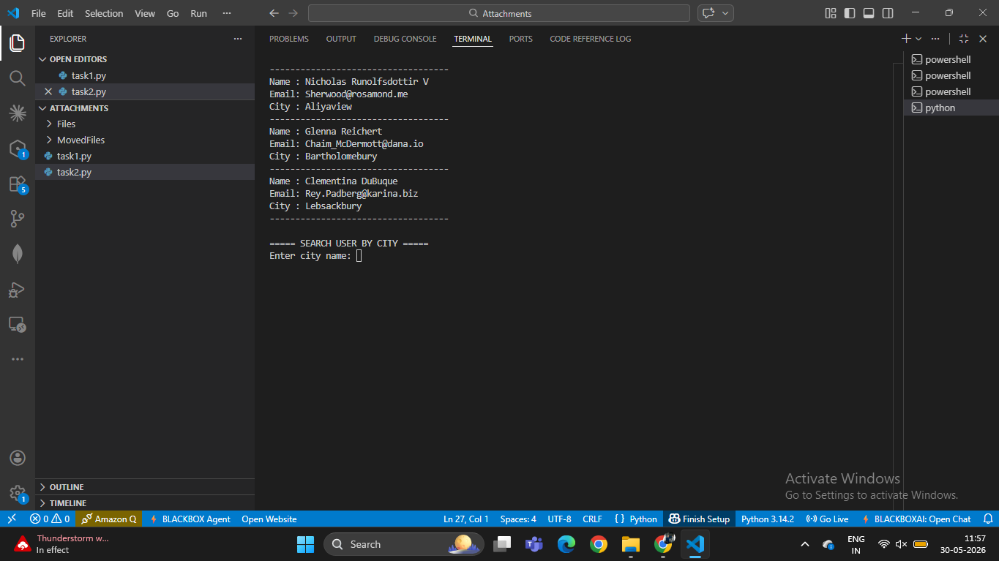 File Edit Selection View Go Run ···
Attachments
EXPLORER ···
OPEN EDITORS
task1.py
task2.py
ATTACHMENTS
Files
MovedFiles
task1.py
task2.py
OUTLINE
TIMELINE
1
5
1
PROBLEMS OUTPUT DEBUG CONSOLE TERMINAL PORTS CODE REFERENCE LOG
-----------------------------------
Name : Nicholas Runolfsdottir V
Email: Sherwood@rosamond.me
City : Aliyaview
-----------------------------------
Name : Glenna Reichert
Email: Chaim_McDermott@dana.io
City : Bartholomebury
-----------------------------------
Name : Clementina DuBuque
Email: Rey.Padberg@karina.biz
City : Lebsackbury
-----------------------------------
===== SEARCH USER BY CITY =====
Enter city name:
powershell
powershell
powershell
python
Activate Windows
Go to Settings to activate Windows.
0 0 Amazon Q BLACKBOX Agent Open Website Ln 27, Col 1 Spaces: 4 UTF-8 CRLF { } Python Finish Setup Python 3.14.2 Go Live BLACKBOXAI: Open Chat
Thunderstorm w...
In effect
Search
ENG
IN
11:57
30-05-2026